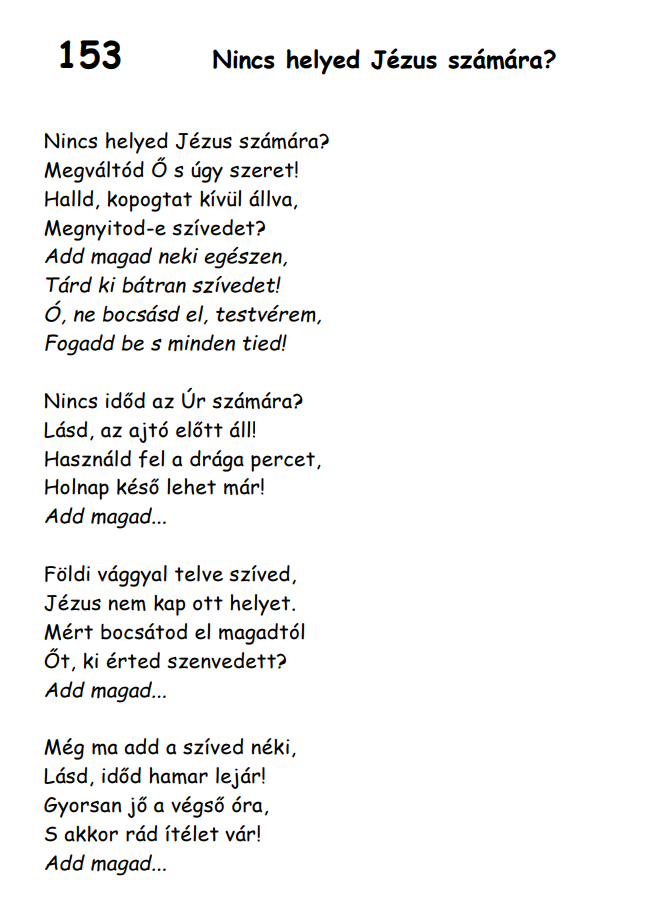 153 Nincs helyed Jézus számára?
Nincs helyed Jézus számára?
Megváltód Ő s úgy szeret!
Halld, kopogtat kívül állva,
Megnyitod-e szívedet?
Add magad neki egészen,
Tárd ki bátran szívedet!
Ó, ne bocsásd el, testvérem,
Fogadd be s minden tied!
Nincs időd az Úr számára?
Lásd, az ajtó előtt áll!
Használd fel a drága percet,
Holnap késő lehet már!
Add magad...
Földi vággyal telve szíved,
Jézus nem kap ott helyet.
Mért bocsátod el magadtól
Őt, ki érted szenvedett?
Add magad...
Még ma add a szíved néki,
Lásd, időd hamar lejár!
Gyorsan jő a végső óra,
S akkor rád ítélet vár!
Add magad...